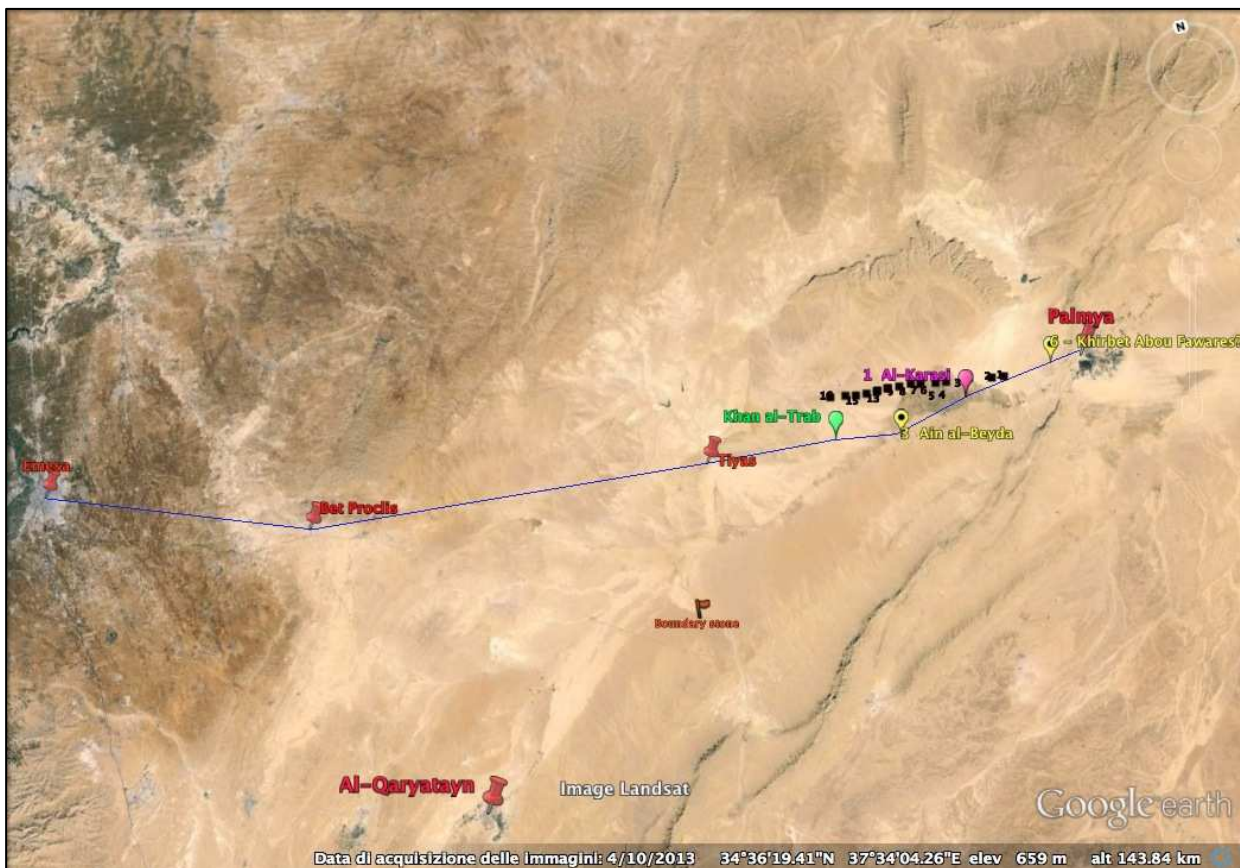 N
Palmya
6 - Khirbet Abou Fawares?
1 Al-Karasi
Khan al-Trab
3 Ain al-Beyda
Tiyas
Emesa
Bet Proclis
Boundary stone
Al-Qaryatayn
Image Landsat
Google earth
Data di acquisizione delle immagini: 4/10/2013 34°36'19.41"N 37°34'04.26"E elev 659 m alt 143.84 km